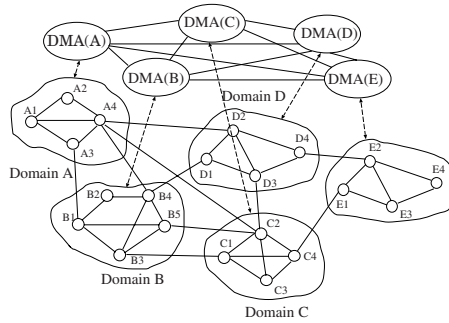 DMA(C)
DMA(A)
DMA(D)
DMA(B)
DMA(E)
Domain D
A2
A1
A4
A3
Domain A
D2
D4
D1
D3
E2
E4
E1
E3
B2
B4
B1
B5
B3
Domain B
C2
C1
C4
C3
Domain C